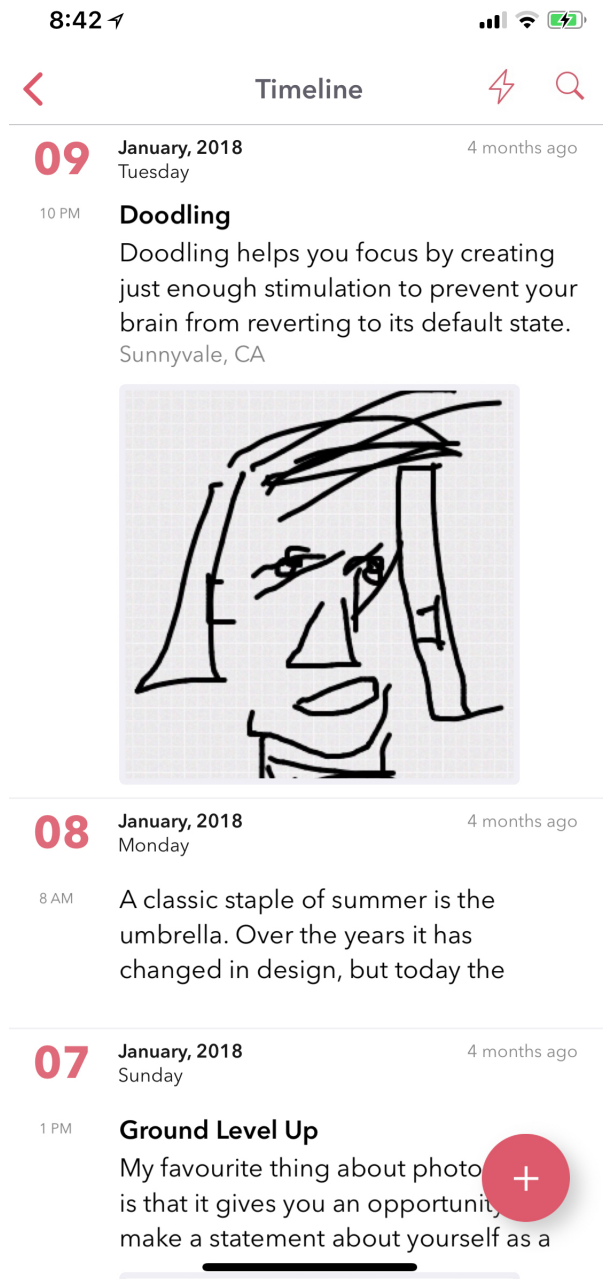 8:42
Timeline
09
January, 2018
4 months ago
Tuesday
10 PM
Doodling
Doodling helps you focus by creating
just enough stimulation to prevent your
brain from reverting to its default state.
Sunnyvale, CA
08
January, 2018
4 months ago
Monday
8 AM
A classic staple of summer is the
umbrella. Over the years it has
changed in design, but today the
07
January, 2018
4 months ago
Sunday
1 PM
Ground Level Up
My favourite thing about photo
is that it gives you an opportunity
make a statement about yourself as a
+